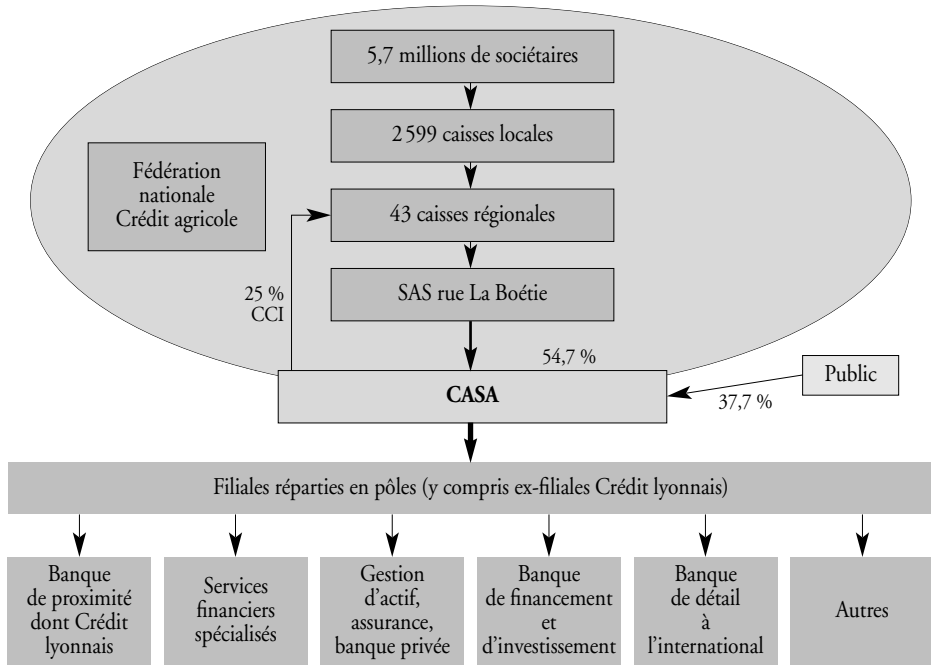 5,7 millions de sociétaires
2 599 caisses locales
Fédération
nationale
Crédit agricole
43 caisses régionales
25 %
CCI
SAS rue La Boétie
54,7 %
CASA
Public
37,7 %
Filiales réparties en pôles (y compris ex-filiales Crédit lyonnais)
Banque
de proximité
dont Crédit
lyonnais
Services
financiers
spécialisés
Gestion
d'actif,
assurance,
banque privée
Banque
de financement
et
d'investissement
Banque
de détail
à
l'international
Autres